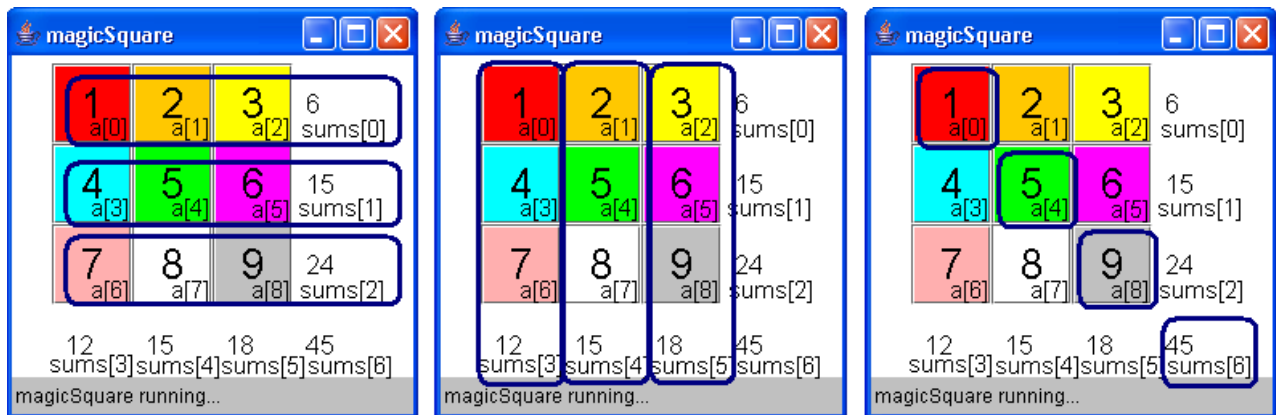 magicSquare
1 2 3 6
a[0] a[1] a[2] sums[0]
4 5 6 15
a[3] a[4] a[5] sums[1]
7 8 9 24
a[6] a[7] a[8] sums[2]
12 15 18 45
sums[3] sums[4] sums[5] sums[6]
magicSquare running...
magicSquare
1 2 3 6
a[0] a[1] a[2] sums[0]
4 5 6 15
a[3] a[4] a[5] sums[1]
7 8 9 24
a[6] a[7] a[8] sums[2]
12 15 18 45
sums[3] sums[4] sums[5] sums[6]
magicSquare running...
magicSquare
1 2 3 6
a[0] a[1] a[2] sums[0]
4 5 6 15
a[3] a[4] a[5] sums[1]
7 8 9 24
a[6] a[7] a[8] sums[2]
12 15 18 45
sums[3] sums[4] sums[5] sums[6]
magicSquare running...